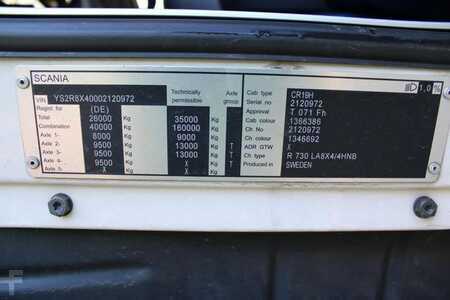 SCANIA
VIN YS2R8X40002120972
Technically permissible
Axle group
Regist. for (DE)
Total 26000 Kg 35000 Kg
Combination 40000 Kg 160000 Kg
Axle 1- 8000 Kg 9000 Kg
Axle 2- 9500 Kg 13000 Kg T
Axle 3- 9500 Kg 13000 Kg T
Axle 4- 9500 Kg X Kg T
Axle 5- X Kg X Kg
Cab type CR19H
Serial no 2120972
Cab colour T 071 Fh
1366386
Ch. No 2120972
Ch. colour 1346692
ADR GTW X
Ch. type R 730 LA8X4/4HNB
Produced in SWEDEN
1,0 %
F